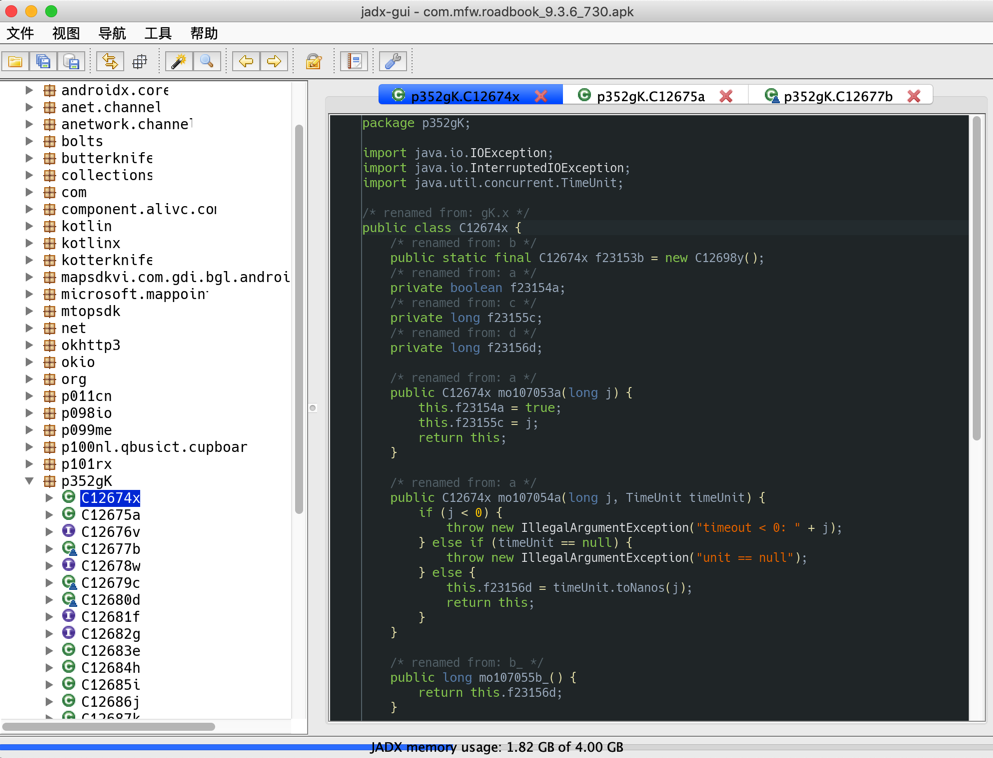 jadx-gui - com.mfw.roadbook_9.3.6_730.apk
文件 视图 导航 工具 帮助
androidx.core
anet.channel
anetwork.channel
bolts
butterknife
collections
com
component.alivc.com
kotlin
kotlinx
kotterknife
mapsdkvi.com.gdi.bgl.androi
microsoft.mappoint
mtopsdk
net
okhttp3
okio
org
p011cn
p098io
p099me
p100nl.qbusict.cupboar
p101rx
p352gK
C12674x
C12675a
C12676v
C12677b
C12678w
C12679c
C12680d
C12681f
C12682g
C12683e
C12684h
C12685i
C12686j
C12687k
p352gK.C12674x p352gK.C12675a p352gK.C12677b
package p352gK;
import java.io.IOException;
import java.io.InterruptedIOException;
import java.util.concurrent.TimeUnit;
/* renamed from: gK.x */
public class C12674x {
/* renamed from: b */
public static final C12674x f23153b = new C12698y();
/* renamed from: a */
private boolean f23154a;
/* renamed from: c */
private long f23155c;
/* renamed from: d */
private long f23156d;
/* renamed from: a */
public C12674x mo107053a(long j) {
this.f23154a = true;
this.f23155c = j;
return this;
}
/* renamed from: a */
public C12674x mo107054a(long j, TimeUnit timeUnit) {
if (j < 0) {
throw new IllegalArgumentException("timeout < 0: " + j);
} else if (timeUnit == null) {
throw new IllegalArgumentException("unit == null");
} else {
this.f23156d = timeUnit.toNanos(j);
return this;
}
}
/* renamed from: b_ */
public long mo107055b_() {
return this.f23156d;
}
JADX memory usage: 1.82 GB of 4.00 GB